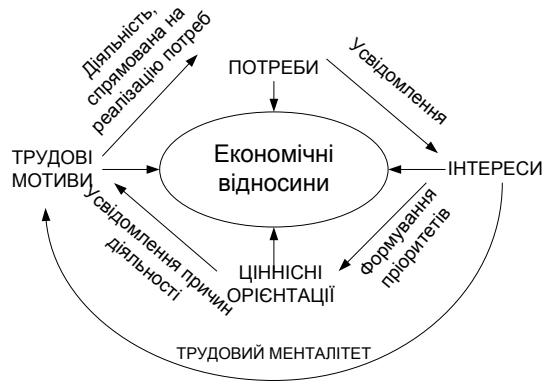 Діяльність,
спрямована на
реалізацію потреб
ПОТРЕБИ
Усвідомлення
ТРУДОВІ
МОТИВИ
Економічні
відносини
ІНТЕРЕСИ
Усвідомлення причин
діяльності
ЦІННІСНІ
ОРІЄНТАЦІЇ
Формування
пріоритетів
ТРУДОВИЙ МЕНТАЛІТЕТ